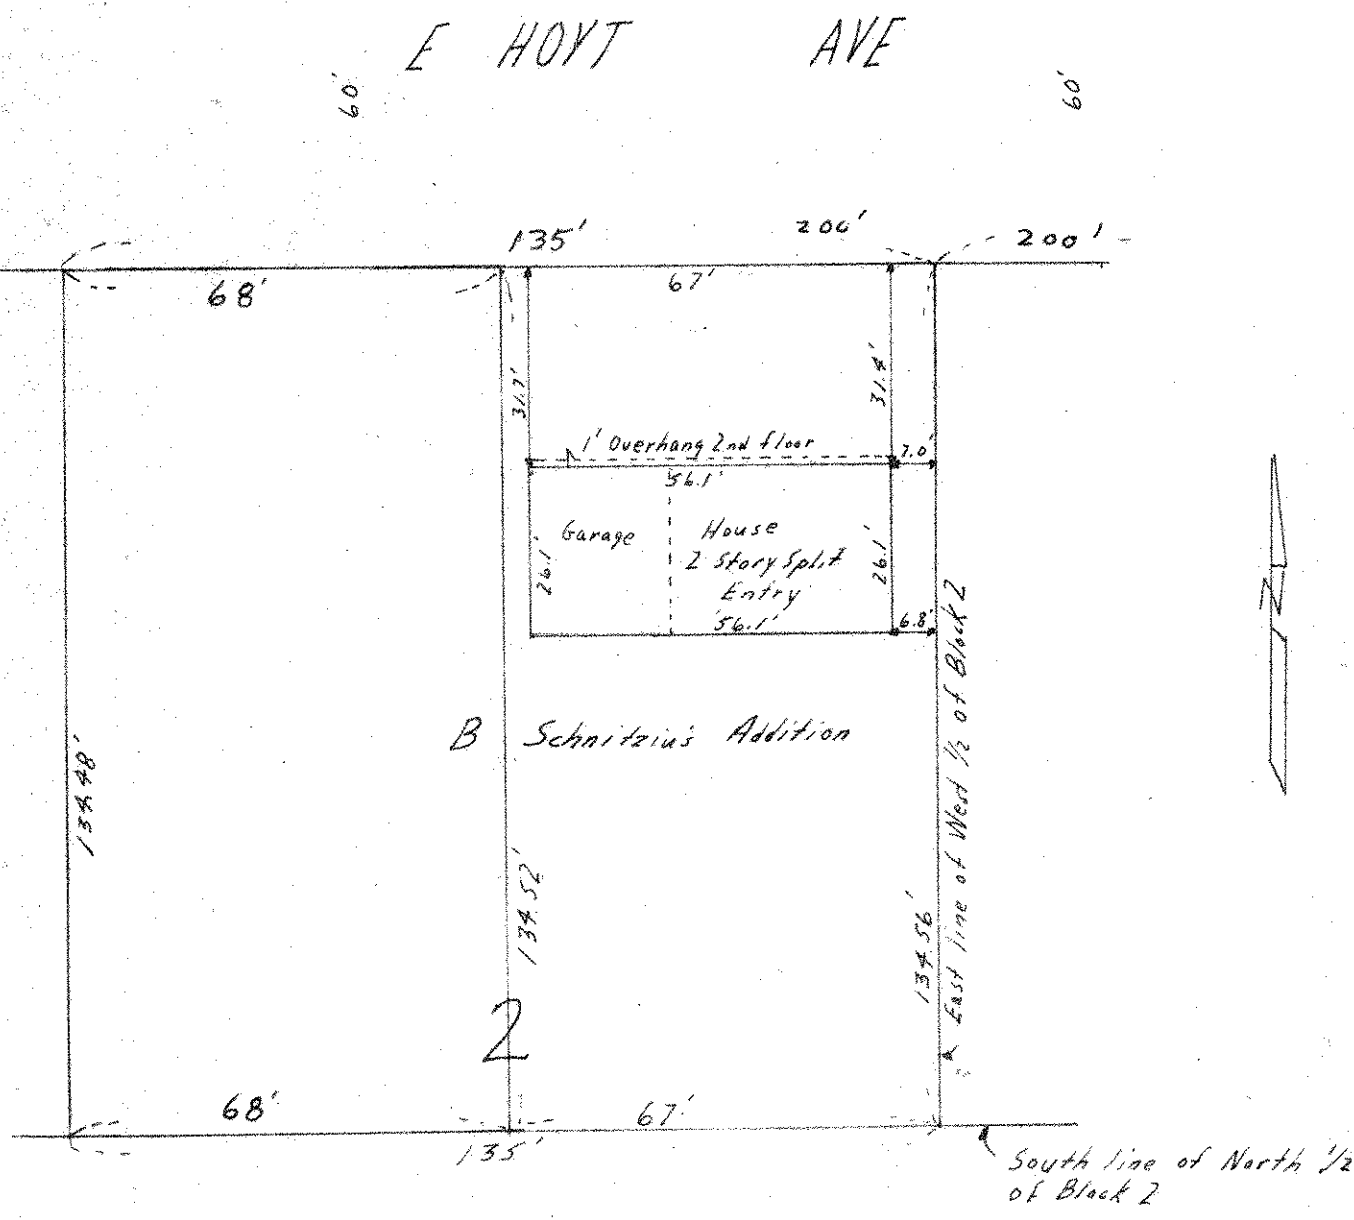 E HOYT AVE
60' 60'
135' 200' 200'
68' 67'
31.7' 31.4'
1' Overhang 2nd floor 7.0'
56.1'
Garage House
2 Story Split
Entry
26.1' 26.1'
56.1' 6.8'
B Schnitzius Addition
134.48' 134.52' 134.56'
East line of West 1/2 of Block 2
N
2
68' 67'
135'
South line of North 1/2
of Block 2